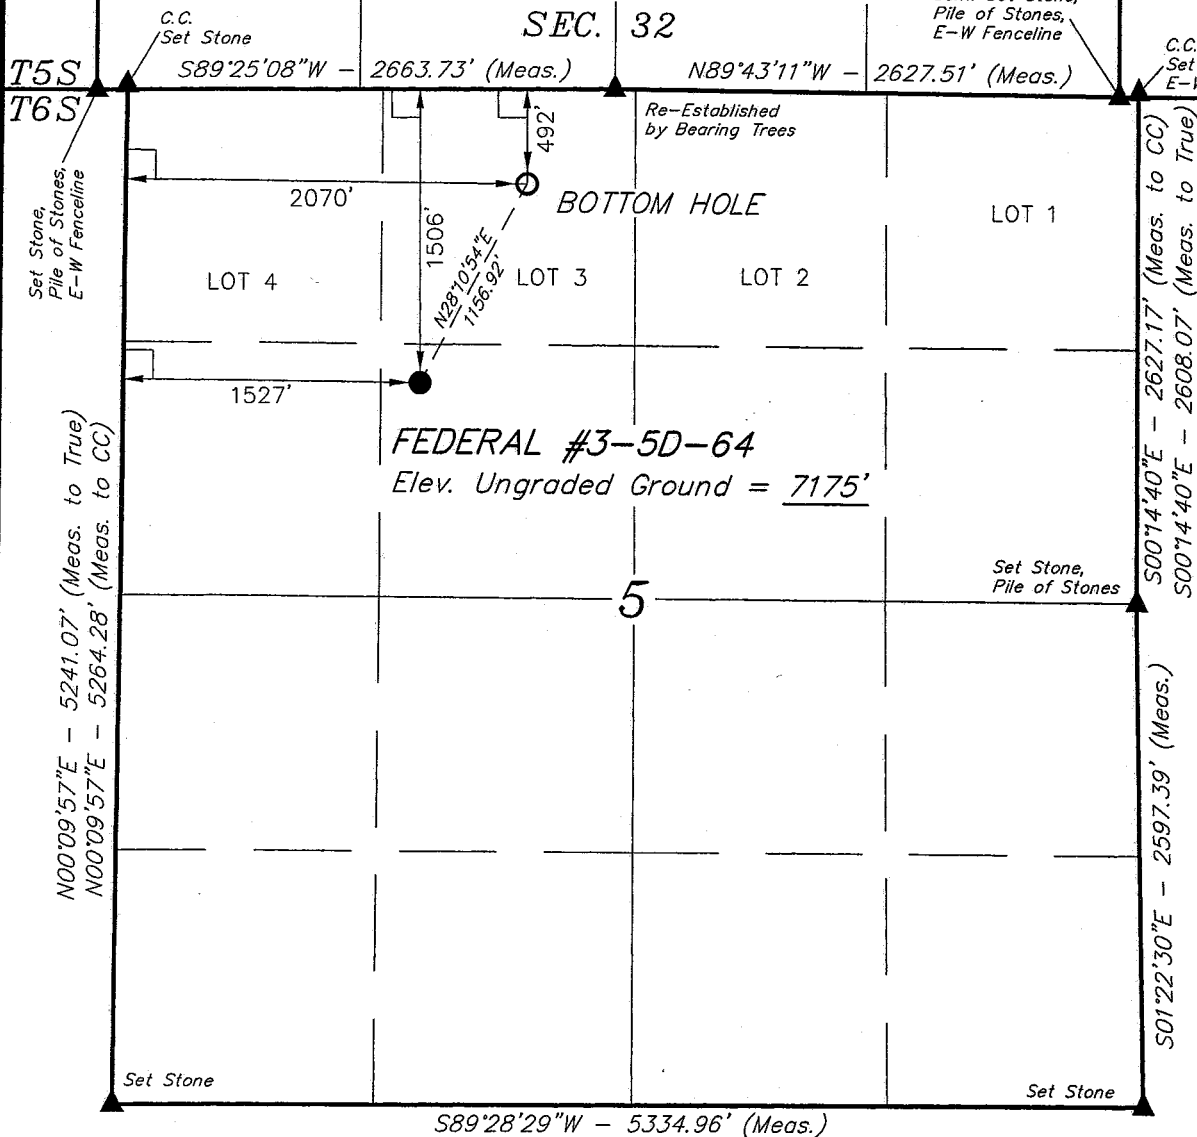 C.C.
Set Stone
SEC. 32
Pile of Stones,
E-W Fenceline
C.C.
Set
T5S
S89°25'08"W - 2663.73' (Meas.)
N89°43'11"W - 2627.51' (Meas.)
T6S
Re-Established
by Bearing Trees
492'
2070'
BOTTOM HOLE
1506'
N28°10'54"E
1156.92'
LOT 4
LOT 3
LOT 2
LOT 1
Set Stone,
Pile of Stones,
E-W Fenceline
1527'
FEDERAL #3-5D-64
Elev. Ungraded Ground = 7175'
S00°14'40"E - 2627.17' (Meas. to CC)
S00°14'40"E - 2608.07' (Meas. to True)
N00°09'57"E - 5241.07' (Meas. to True)
N00°09'57"E - 5264.28' (Meas. to CC)
Set Stone,
Pile of Stones
5
S01°22'30"E - 2597.39' (Meas.)
Set Stone
Set Stone
S89°28'29"W - 5334.96' (Meas.)